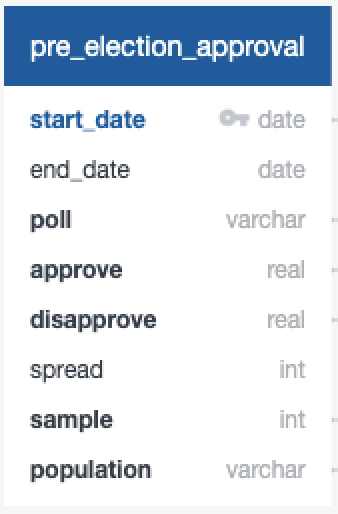 pre_election_approval
start_date date
end_date date
poll varchar
approve real
disapprove real
spread int
sample int
population varchar